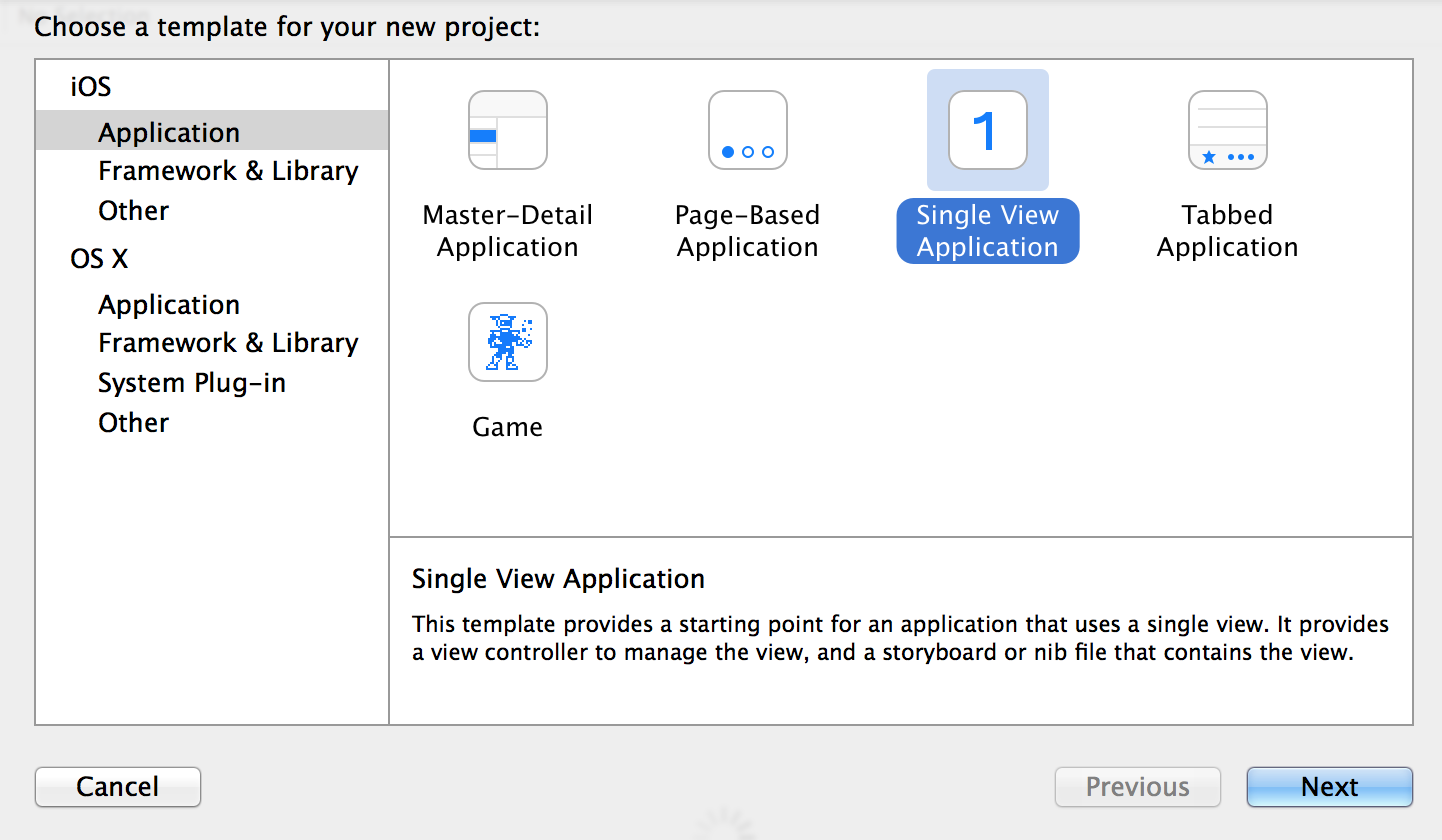 Choose a template for your new project:
iOS
Application
Framework & Library
Other
OS X
Application
Framework & Library
System Plug-in
Other
Master-Detail
Application
Page-Based
Application
1
Single View
Application
Tabbed
Application
Game
Single View Application
This template provides a starting point for an application that uses a single view. It provides
a view controller to manage the view, and a storyboard or nib file that contains the view.
Cancel
Previous
Next